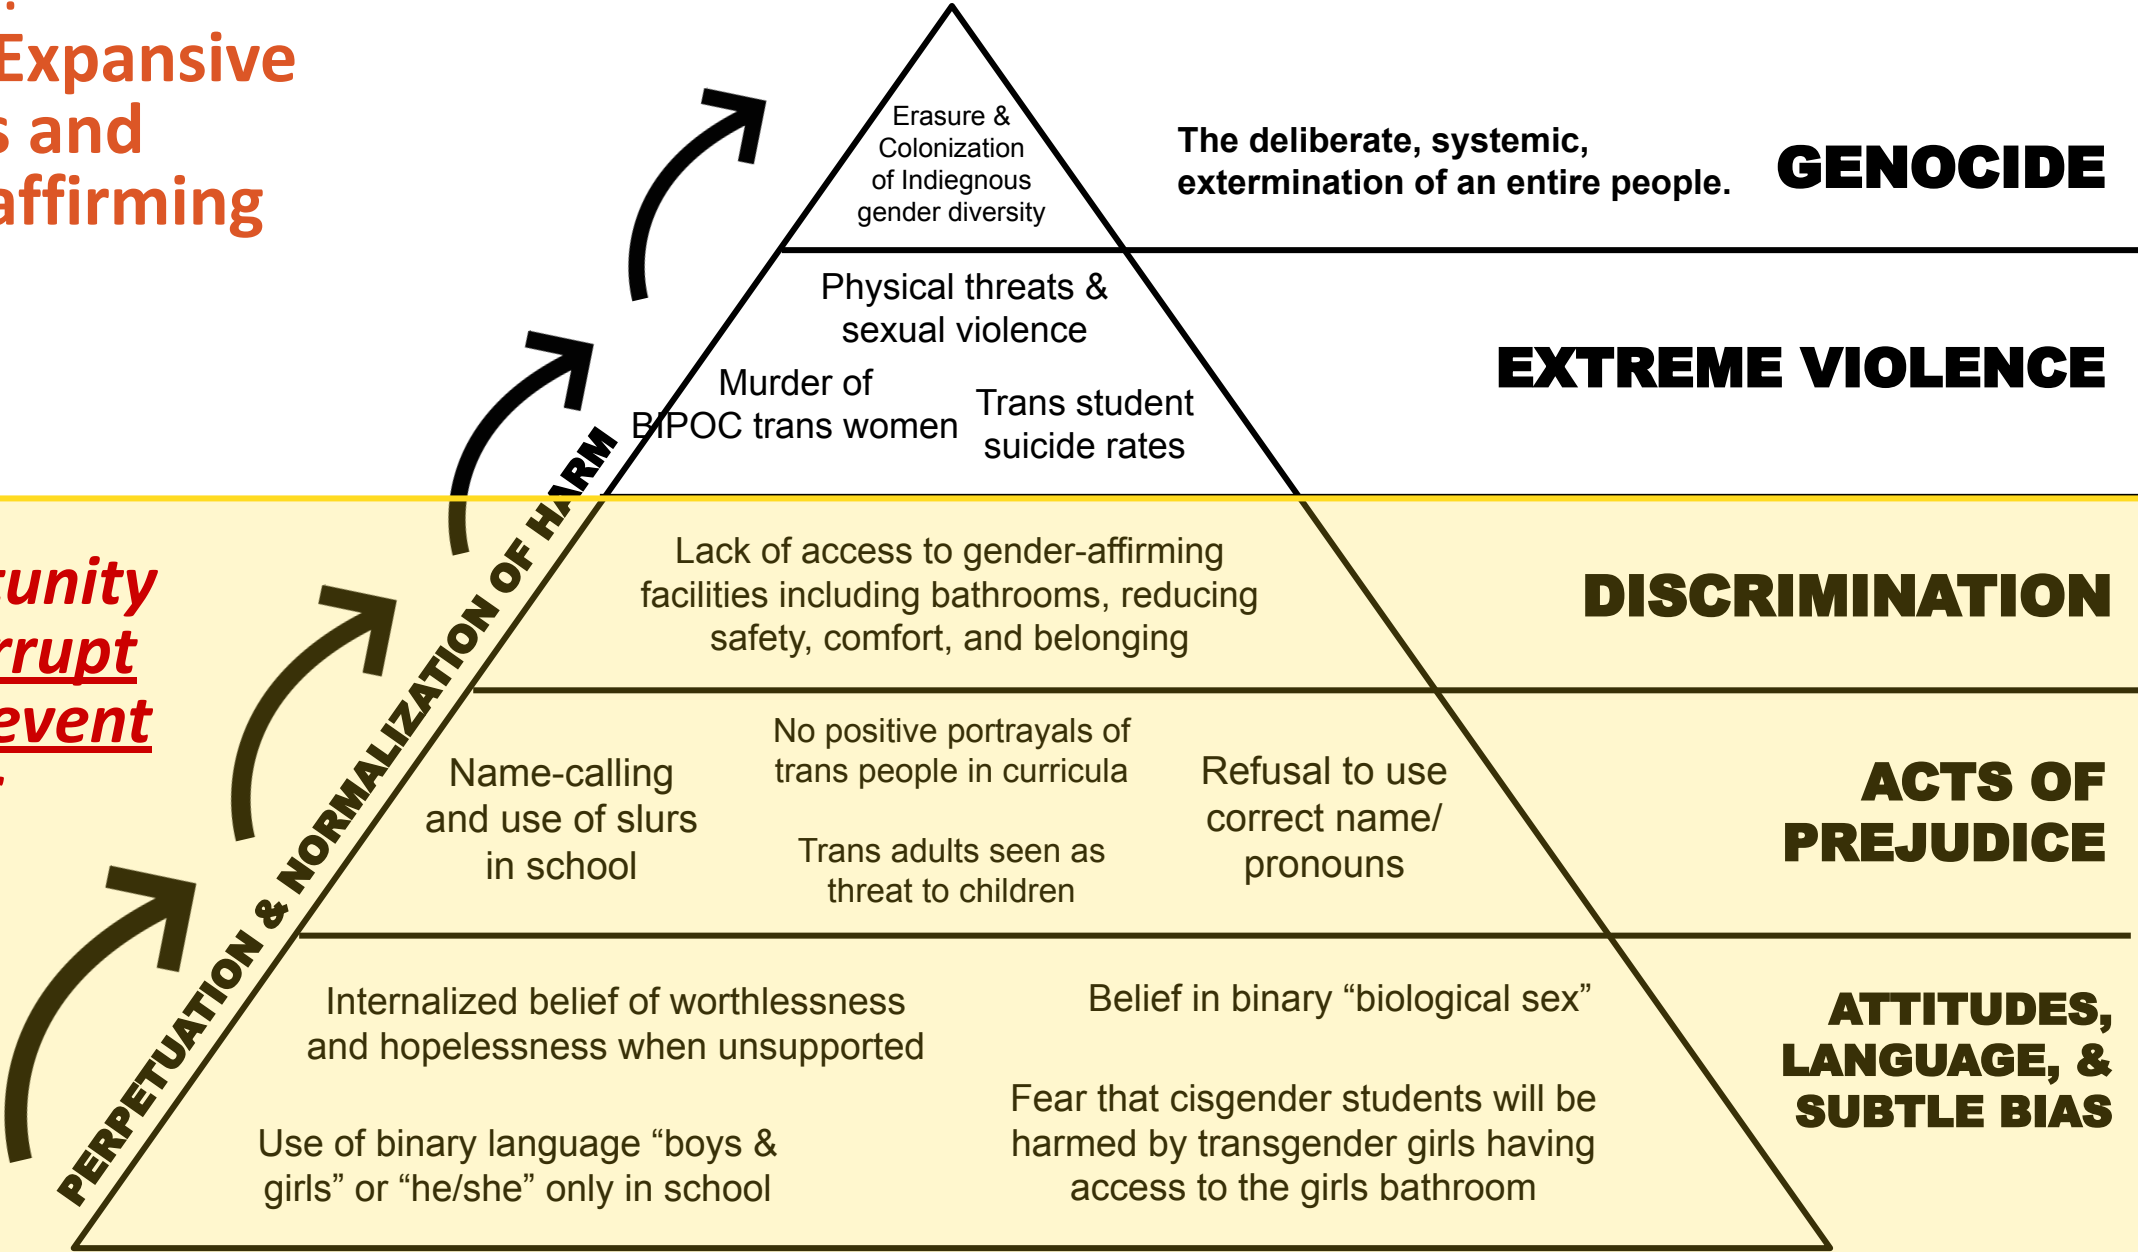 Expansive
s and
affirming
Erasure &
Colonization
of Indiegnous
gender diversity
The deliberate, systemic,
extermination of an entire people.
GENOCIDE
Physical threats &
sexual violence
Murder of
BIPOC trans women
Trans student
suicide rates
EXTREME VIOLENCE
PERPETUATION & NORMALIZATION OF HARM
tunity
rrupt
event
Lack of access to gender-affirming
facilities including bathrooms, reducing
safety, comfort, and belonging
DISCRIMINATION
Name-calling
and use of slurs
in school
No positive portrayals of
trans people in curricula
Trans adults seen as
threat to children
Refusal to use
correct name/
pronouns
ACTS OF
PREJUDICE
Internalized belief of worthlessness
and hopelessness when unsupported
Belief in binary “biological sex”
Use of binary language “boys &
girls” or “he/she” only in school
Fear that cisgender students will be
harmed by transgender girls having
access to the girls bathroom
ATTITUDES,
LANGUAGE, &
SUBTLE BIAS